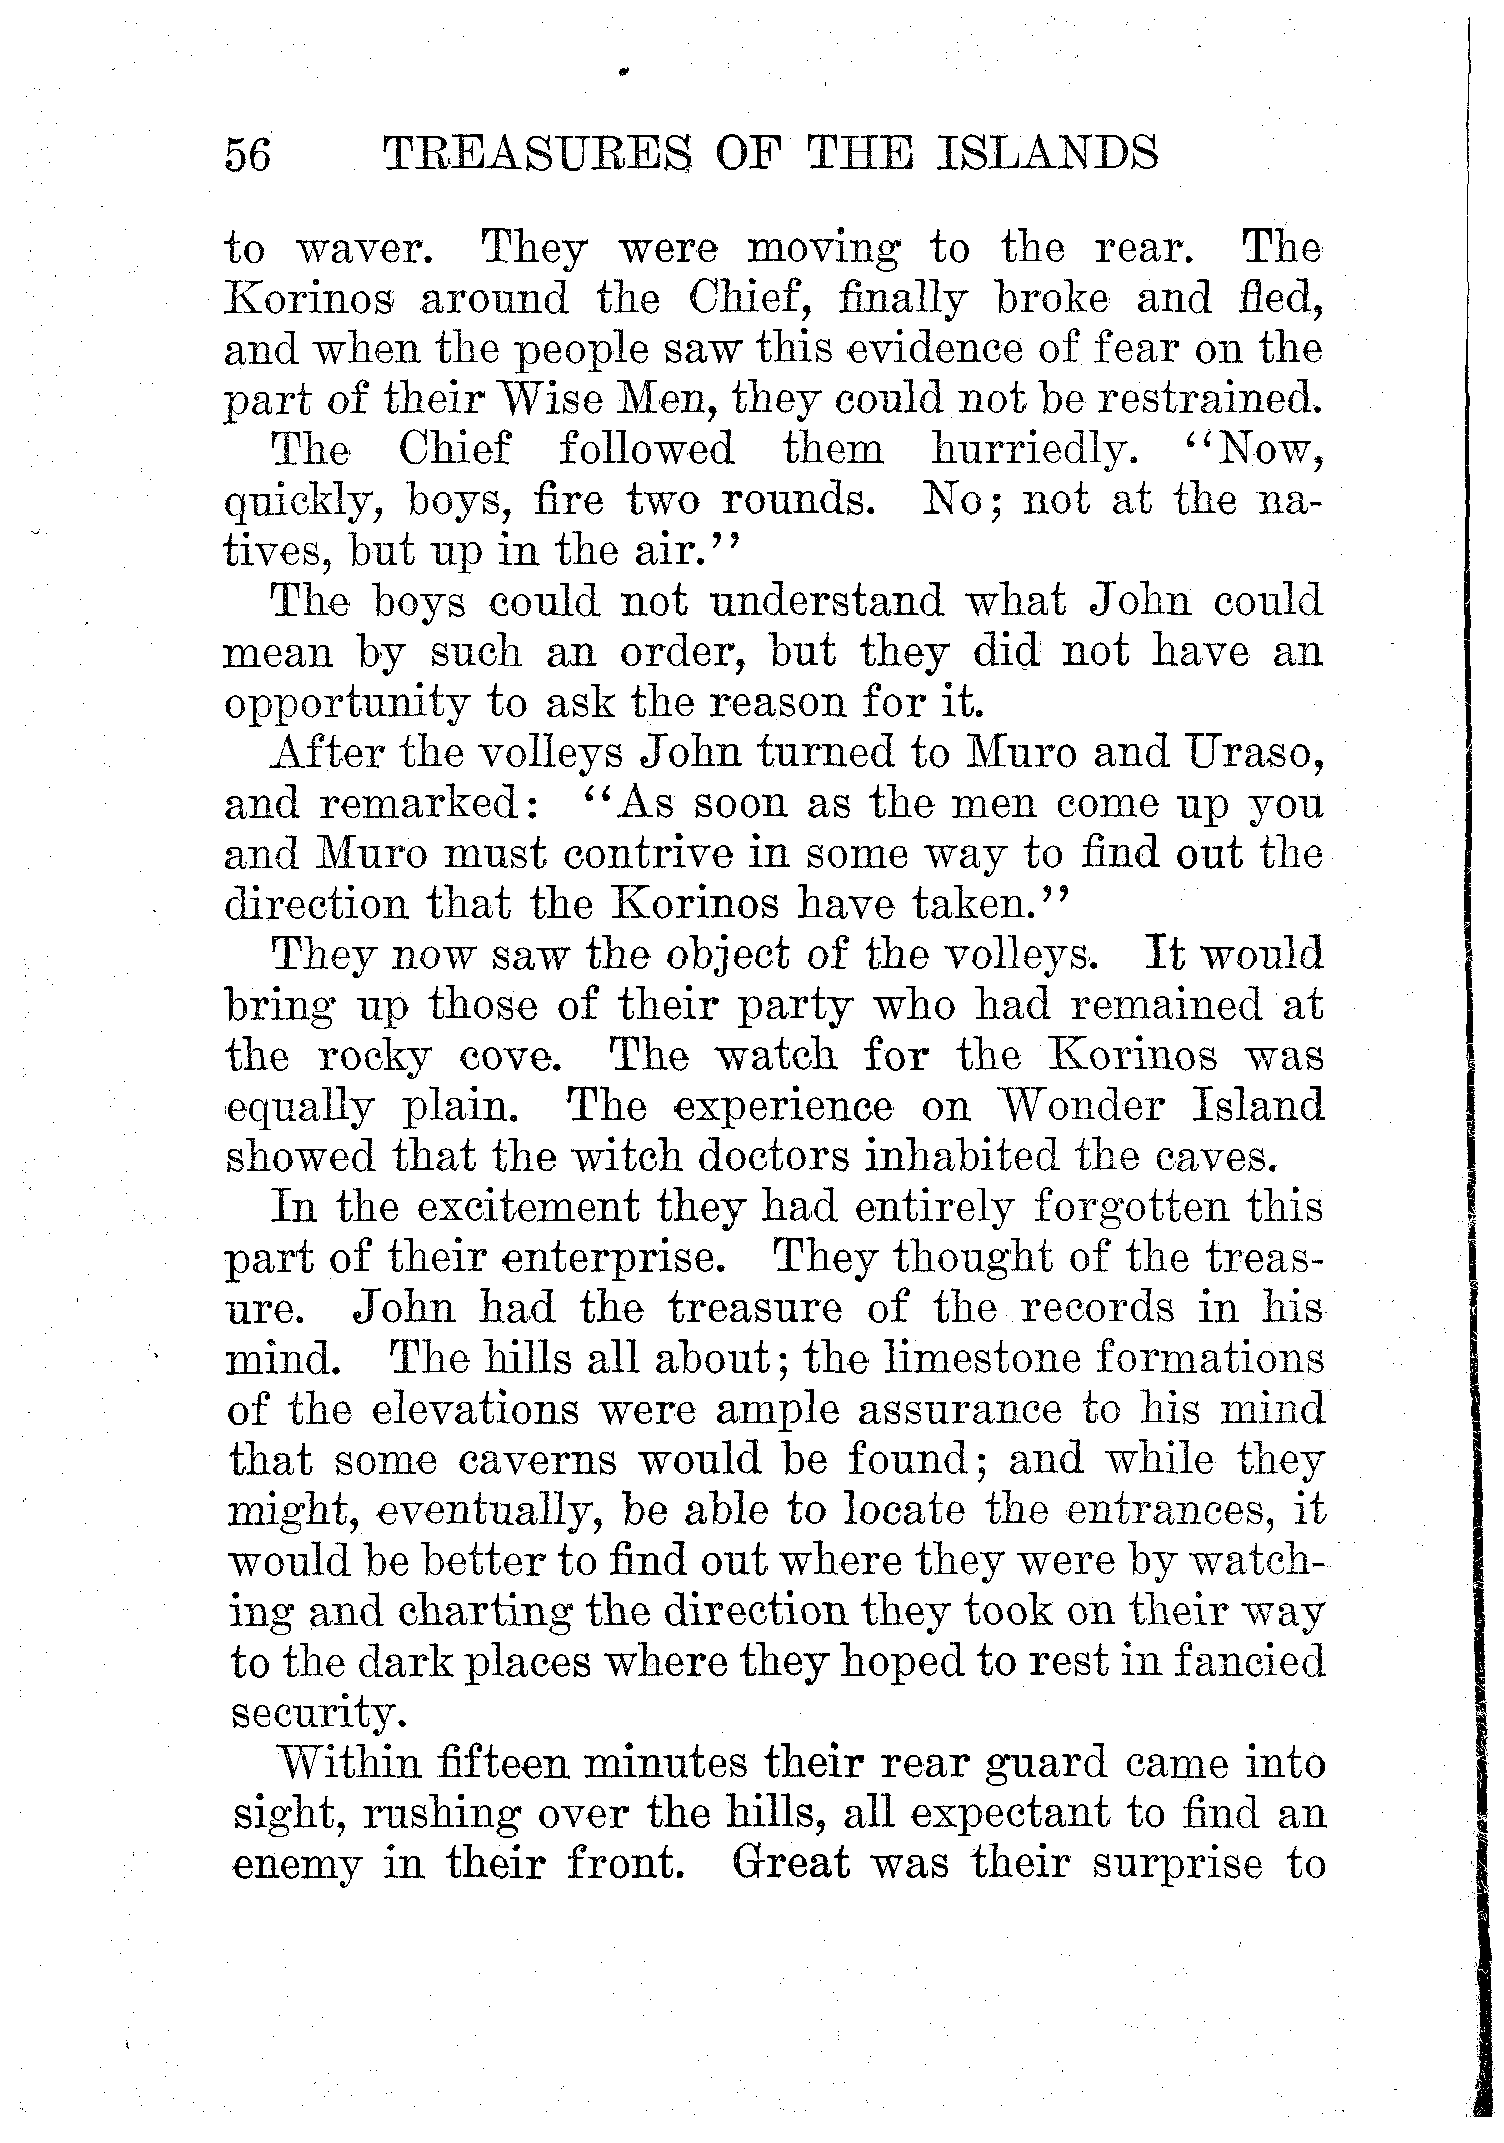 56 TREASURES OF THE ISLANDS
to waver. They were moving to the rear. The
Korinos around the Chief, finally broke and fled,
and when the people saw this evidence of fear on the
part of their Wise Men, they could not be restrained.
The Chief followed them hurriedly. "Now,
quickly, boys, fire two rounds. No; not at the na-
tives, but up in the air."
The boys could not understand what John could
mean by such an order, but they did not have an
opportunity to ask the reason for it.
After the volleys John turned to Muro and Uraso,
and remarked: "As soon as the men come up you
and Muro must contrive in some way to find out the
direction that the Korinos have taken."
They now saw the object of the volleys. It would
bring up those of their party who had remained at
the rocky cove. The watch for the Korinos was
equally plain. The experience on Wonder Island
showed that the witch doctors inhabited the caves.
In the excitement they had entirely forgotten this
part of their enterprise. They thought of the treas-
ure. John had the treasure of the records in his
mind. The hills all about; the limestone formations
of the elevations were ample assurance to his mind
that some caverns would be found; and while they
might, eventually, be able to locate the entrances, it
would be better to find out where they were by watch-
ing and charting the direction they took on their way
to the dark places where they hoped to rest in fancied
security.
Within fifteen minutes their rear guard came into
sight, rushing over the hills, all expectant to find an
enemy in their front. Great was their surprise to